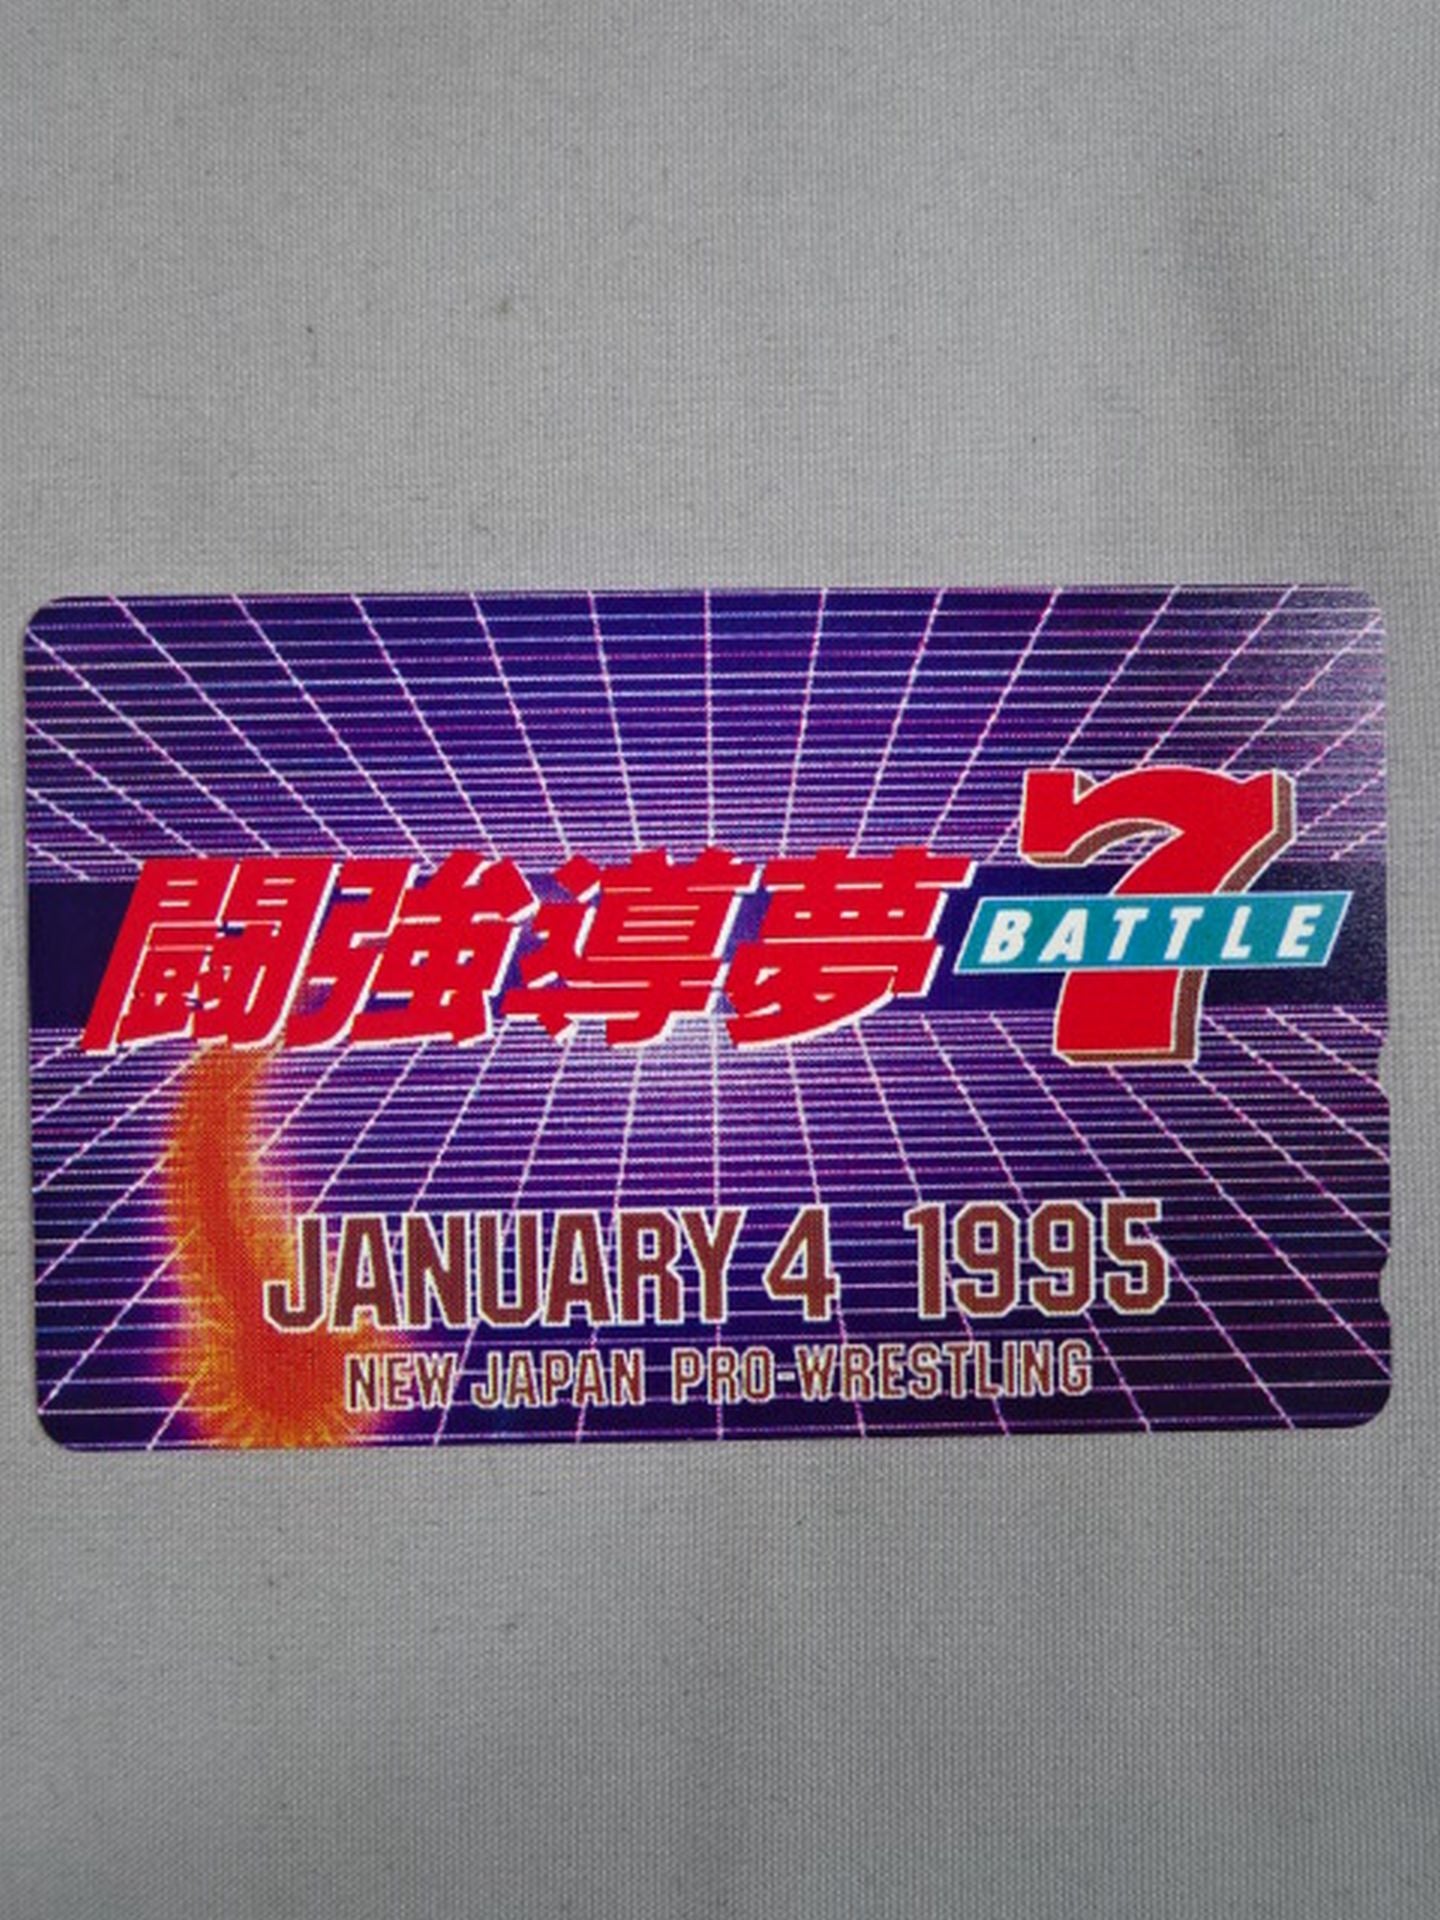 闘強導夢 7
BATTLE
JANUARY 4 1995
NEW JAPAN PRO-WRESTLING